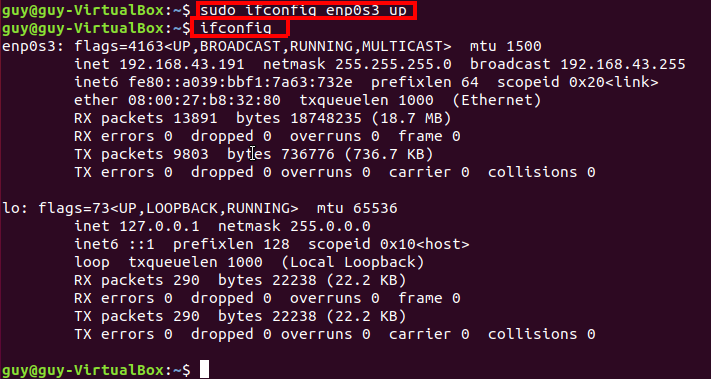 guy@guy-VirtualBox:~$ sudo ifconfig enp0s3 up
guy@guy-VirtualBox:~$ ifconfig
enp0s3: flags=4163<UP,BROADCAST,RUNNING,MULTICAST>  mtu 1500
        inet 192.168.43.191  netmask 255.255.255.0  broadcast 192.168.43.255
        inet6 fe80::a039:bbf1:7a63:732e  prefixlen 64  scopeid 0x20<link>
        ether 08:00:27:b8:32:80  txqueuelen 1000  (Ethernet)
        RX packets 13891  bytes 18748235 (18.7 MB)
        RX errors 0  dropped 0  overruns 0  frame 0
        TX packets 9803  bytes 736776 (736.7 KB)
        TX errors 0  dropped 0 overruns 0  carrier 0  collisions 0

lo: flags=73<UP,LOOPBACK,RUNNING>  mtu 65536
        inet 127.0.0.1  netmask 255.0.0.0
        inet6 ::1  prefixlen 128  scopeid 0x10<host>
        loop  txqueuelen 1000  (Local Loopback)
        RX packets 290  bytes 22238 (22.2 KB)
        RX errors 0  dropped 0  overruns 0  frame 0
        TX packets 290  bytes 22238 (22.2 KB)
        TX errors 0  dropped 0 overruns 0  carrier 0  collisions 0

guy@guy-VirtualBox:~$